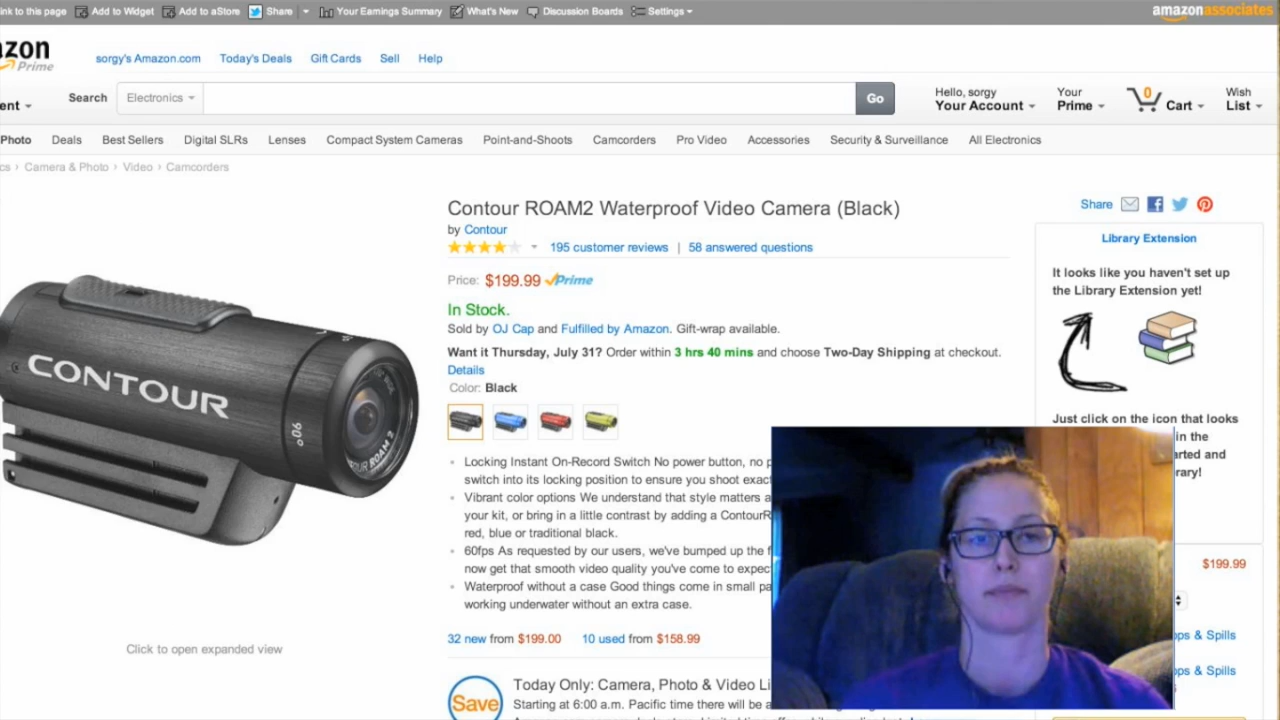 ink to this page Add to Widget Add to aStore Share Your Earnings Summary What's New Discussion Boards Settings amazonassociates
azon
Prime
sorgy's Amazon.com Today's Deals Gift Cards Sell Help
ent Search Electronics Go
Hello, sorgy
Your Account
Your
Prime
0
Cart
Wish
List
Photo Deals Best Sellers Digital SLRs Lenses Compact System Cameras Point-and-Shoots Camcorders Pro Video Accessories Security & Surveillance All Electronics
cs › Camera & Photo › Video › Camcorders
CONTOUR
90°
ROAM 2
Click to open expanded view
Contour ROAM2 Waterproof Video Camera (Black)
by Contour
195 customer reviews | 58 answered questions
Price: $199.99 Prime
In Stock.
Sold by OJ Cap and Fulfilled by Amazon. Gift-wrap available.
Want it Thursday, July 31? Order within 3 hrs 40 mins and choose Two-Day Shipping at checkout.
Details
Color: Black
Locking Instant On-Record Switch No power button, no p
switch into its locking position to ensure you shoot exac
Vibrant color options We understand that style matters a
your kit, or bring in a little contrast by adding a ContourR
red, blue or traditional black.
60fps As requested by our users, we've bumped up the f
now get that smooth video quality you've come to expec
Waterproof without a case Good things come in small pa
working underwater without an extra case.
32 new from $199.00 10 used from $158.99
Save
Today Only: Camera, Photo & Video Li
Starting at 6:00 a.m. Pacific time there will be a
Share
Library Extension
It looks like you haven't set up
the Library Extension yet!
Just click on the icon that looks
in the
arted and
rary!
$199.99
ops & Spills
ops & Spills